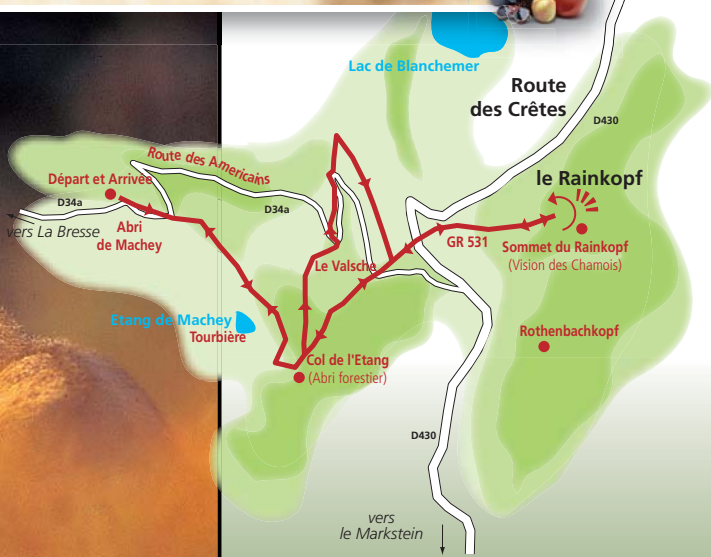 Lac de Blanchemer
Route
des Crêtes
D430
Route des Americains
le Rainkopf
Départ et Arrivée
D34a
D34a
vers La Bresse
Abri
de Machey
GR 531
Sommet du Rainkopf
(Vision des Chamois)
Le Valsche
Etang de Machey
Tourbière
Rothenbachkopf
Col de l'Etang
(Abri forestier)
D430
vers
le Markstein